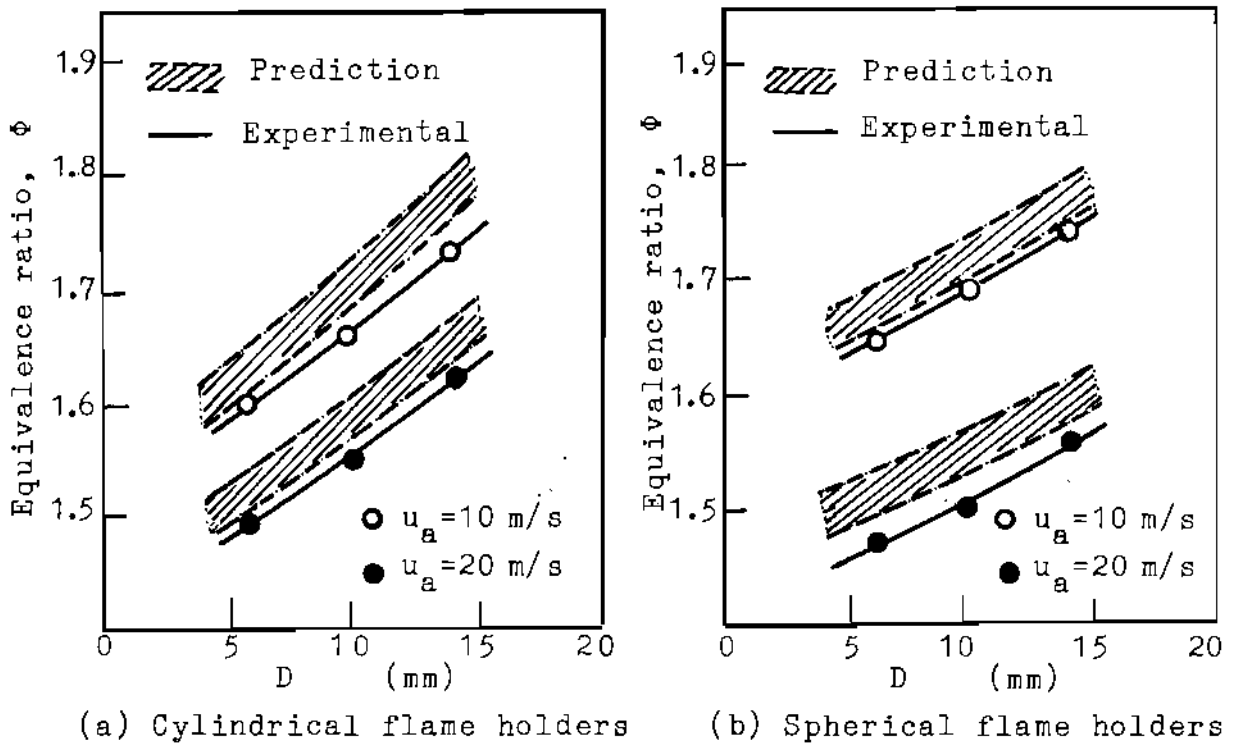 Equivalence ratio, Φ
1.9
1.8
1.7
1.6
1.5
Prediction
Experimental
u_a=10 m/s
u_a=20 m/s
0 5 10 15 20
D (mm)
(a) Cylindrical flame holders
Equivalence ratio, Φ
1.9
1.8
1.7
1.6
1.5
Prediction
Experimental
u_a=10 m/s
u_a=20 m/s
0 5 10 15 20
D (mm)
(b) Spherical flame holders